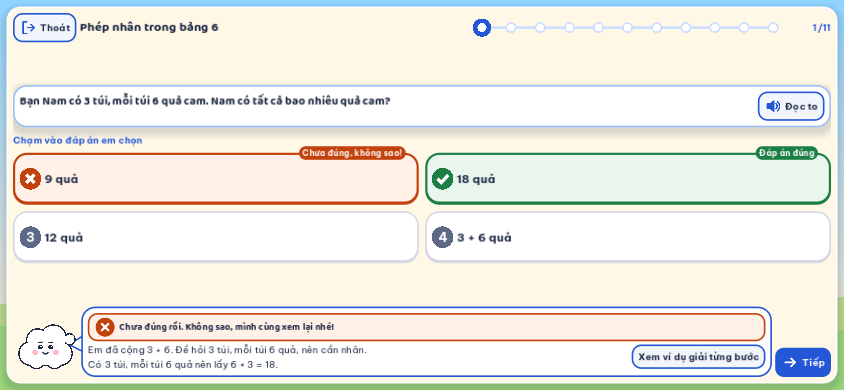 Thoát
Phép nhân trong bảng 6
1/11
Bạn Nam có 3 túi, mỗi túi 6 quả cam. Nam có tất cả bao nhiêu quả cam?
Đọc to
Chạm vào đáp án em chọn
Chưa đúng, không sao!
9 quả
Đáp án đúng
18 quả
3 12 quả
4 3 + 6 quả
Chưa đúng rồi. Không sao, mình cùng xem lại nhé!
Em đã cộng 3 + 6. Đề hỏi 3 túi, mỗi túi 6 quả, nên cần nhân.
Có 3 túi, mỗi túi 6 quả nên lấy 6 × 3 = 18.
Xem ví dụ giải từng bước
Tiếp